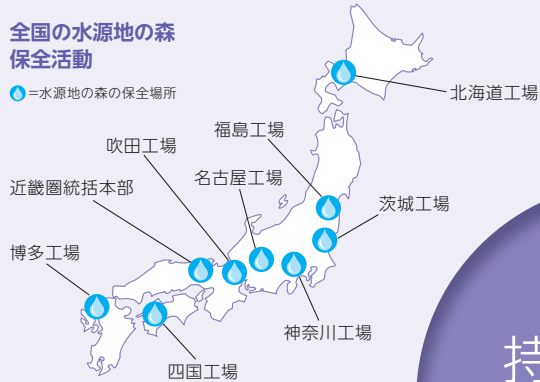 全国の水源地の森
保全活動
=水源地の森の保全場所
北海道工場
福島工場
吹田工場
名古屋工場
近畿圏統括本部
茨城工場
博多工場
神奈川工場
四国工場
持